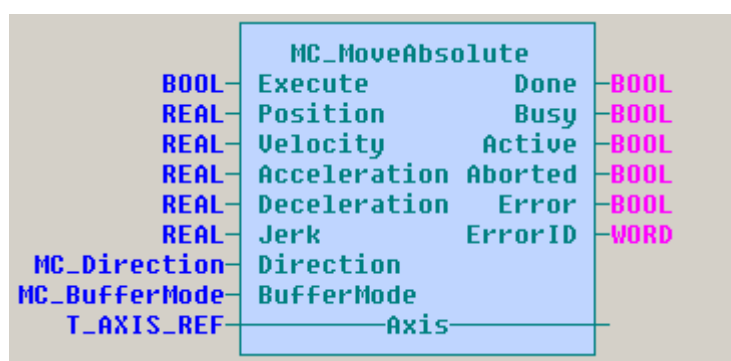 MC_MoveAbsolute
BOOL Execute Done BOOL
REAL Position Busy BOOL
REAL Velocity Active BOOL
REAL Acceleration Aborted BOOL
REAL Deceleration Error BOOL
REAL Jerk ErrorID WORD
MC_Direction Direction
MC_BufferMode BufferMode
T_AXIS_REF Axis